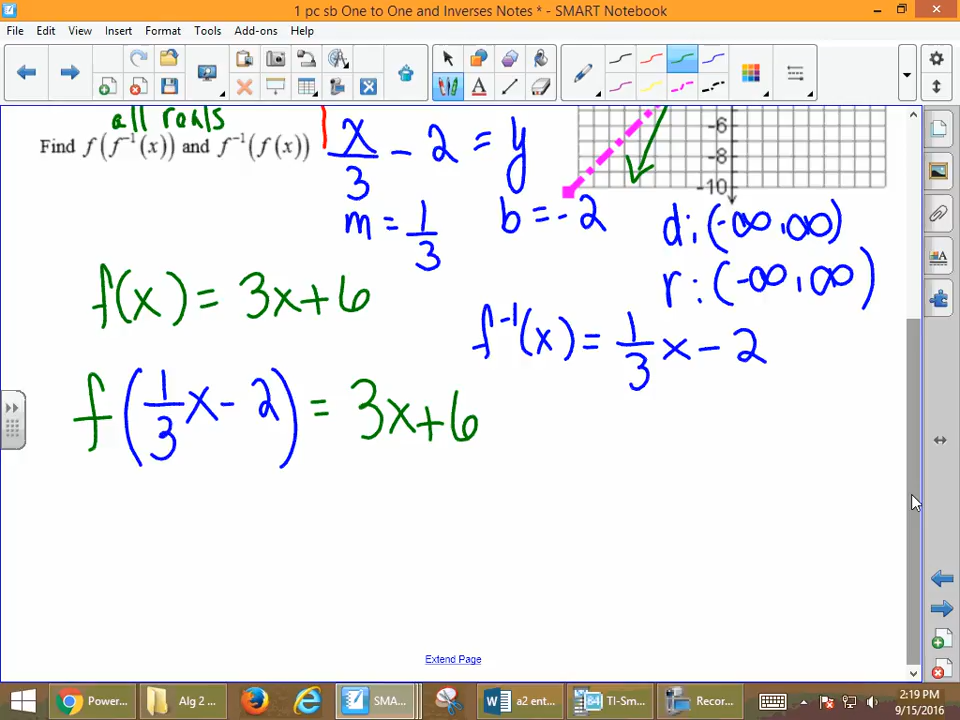 1 pc sb One to One and Inverses Notes * - SMART Notebook
File Edit View Insert Format Tools Add-ons Help
all reals
Find f(f⁻¹(x)) and f⁻¹(f(x))
x/3 - 2 = y
-6
-8
-10
m = 1/3 b = -2
d: (-∞,∞)
r: (-∞,∞)
f(x) = 3x+6
f⁻¹(x) = 1/3 x - 2
f(1/3 x - 2) = 3x+6
Extend Page
Power... Alg 2 ... SMA... a2 ent... TI-Sm... Recor...
2:19 PM
9/15/2016